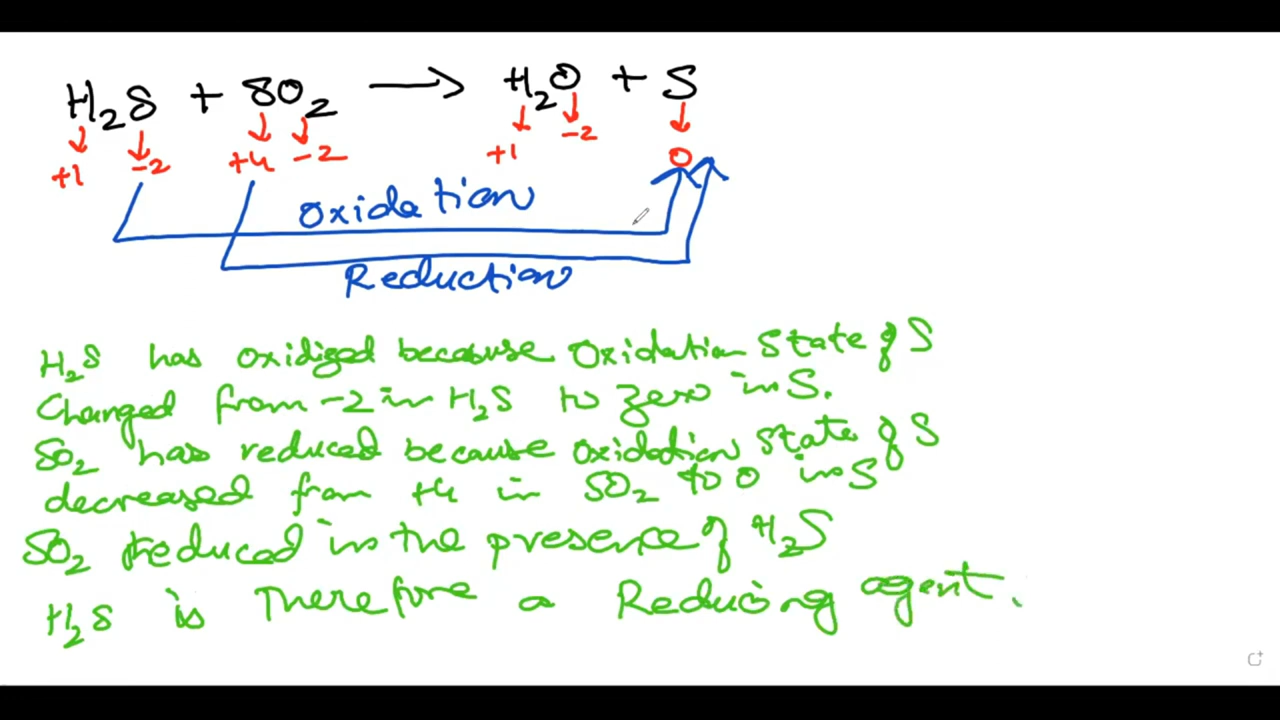 H₂S + SO₂ → H₂O + S
+1 -2 +4 -2 +1 -2 0
Oxidation
Reduction
H₂S has oxidized because Oxidation State of S
Changed from -2 in H₂S to zero in S.
SO₂ has reduced because oxidation state of S
decreased from +4 in SO₂ to 0 in S
SO₂ Reduced in the presence of H₂S
H₂S is Therefore a Reducing agent.